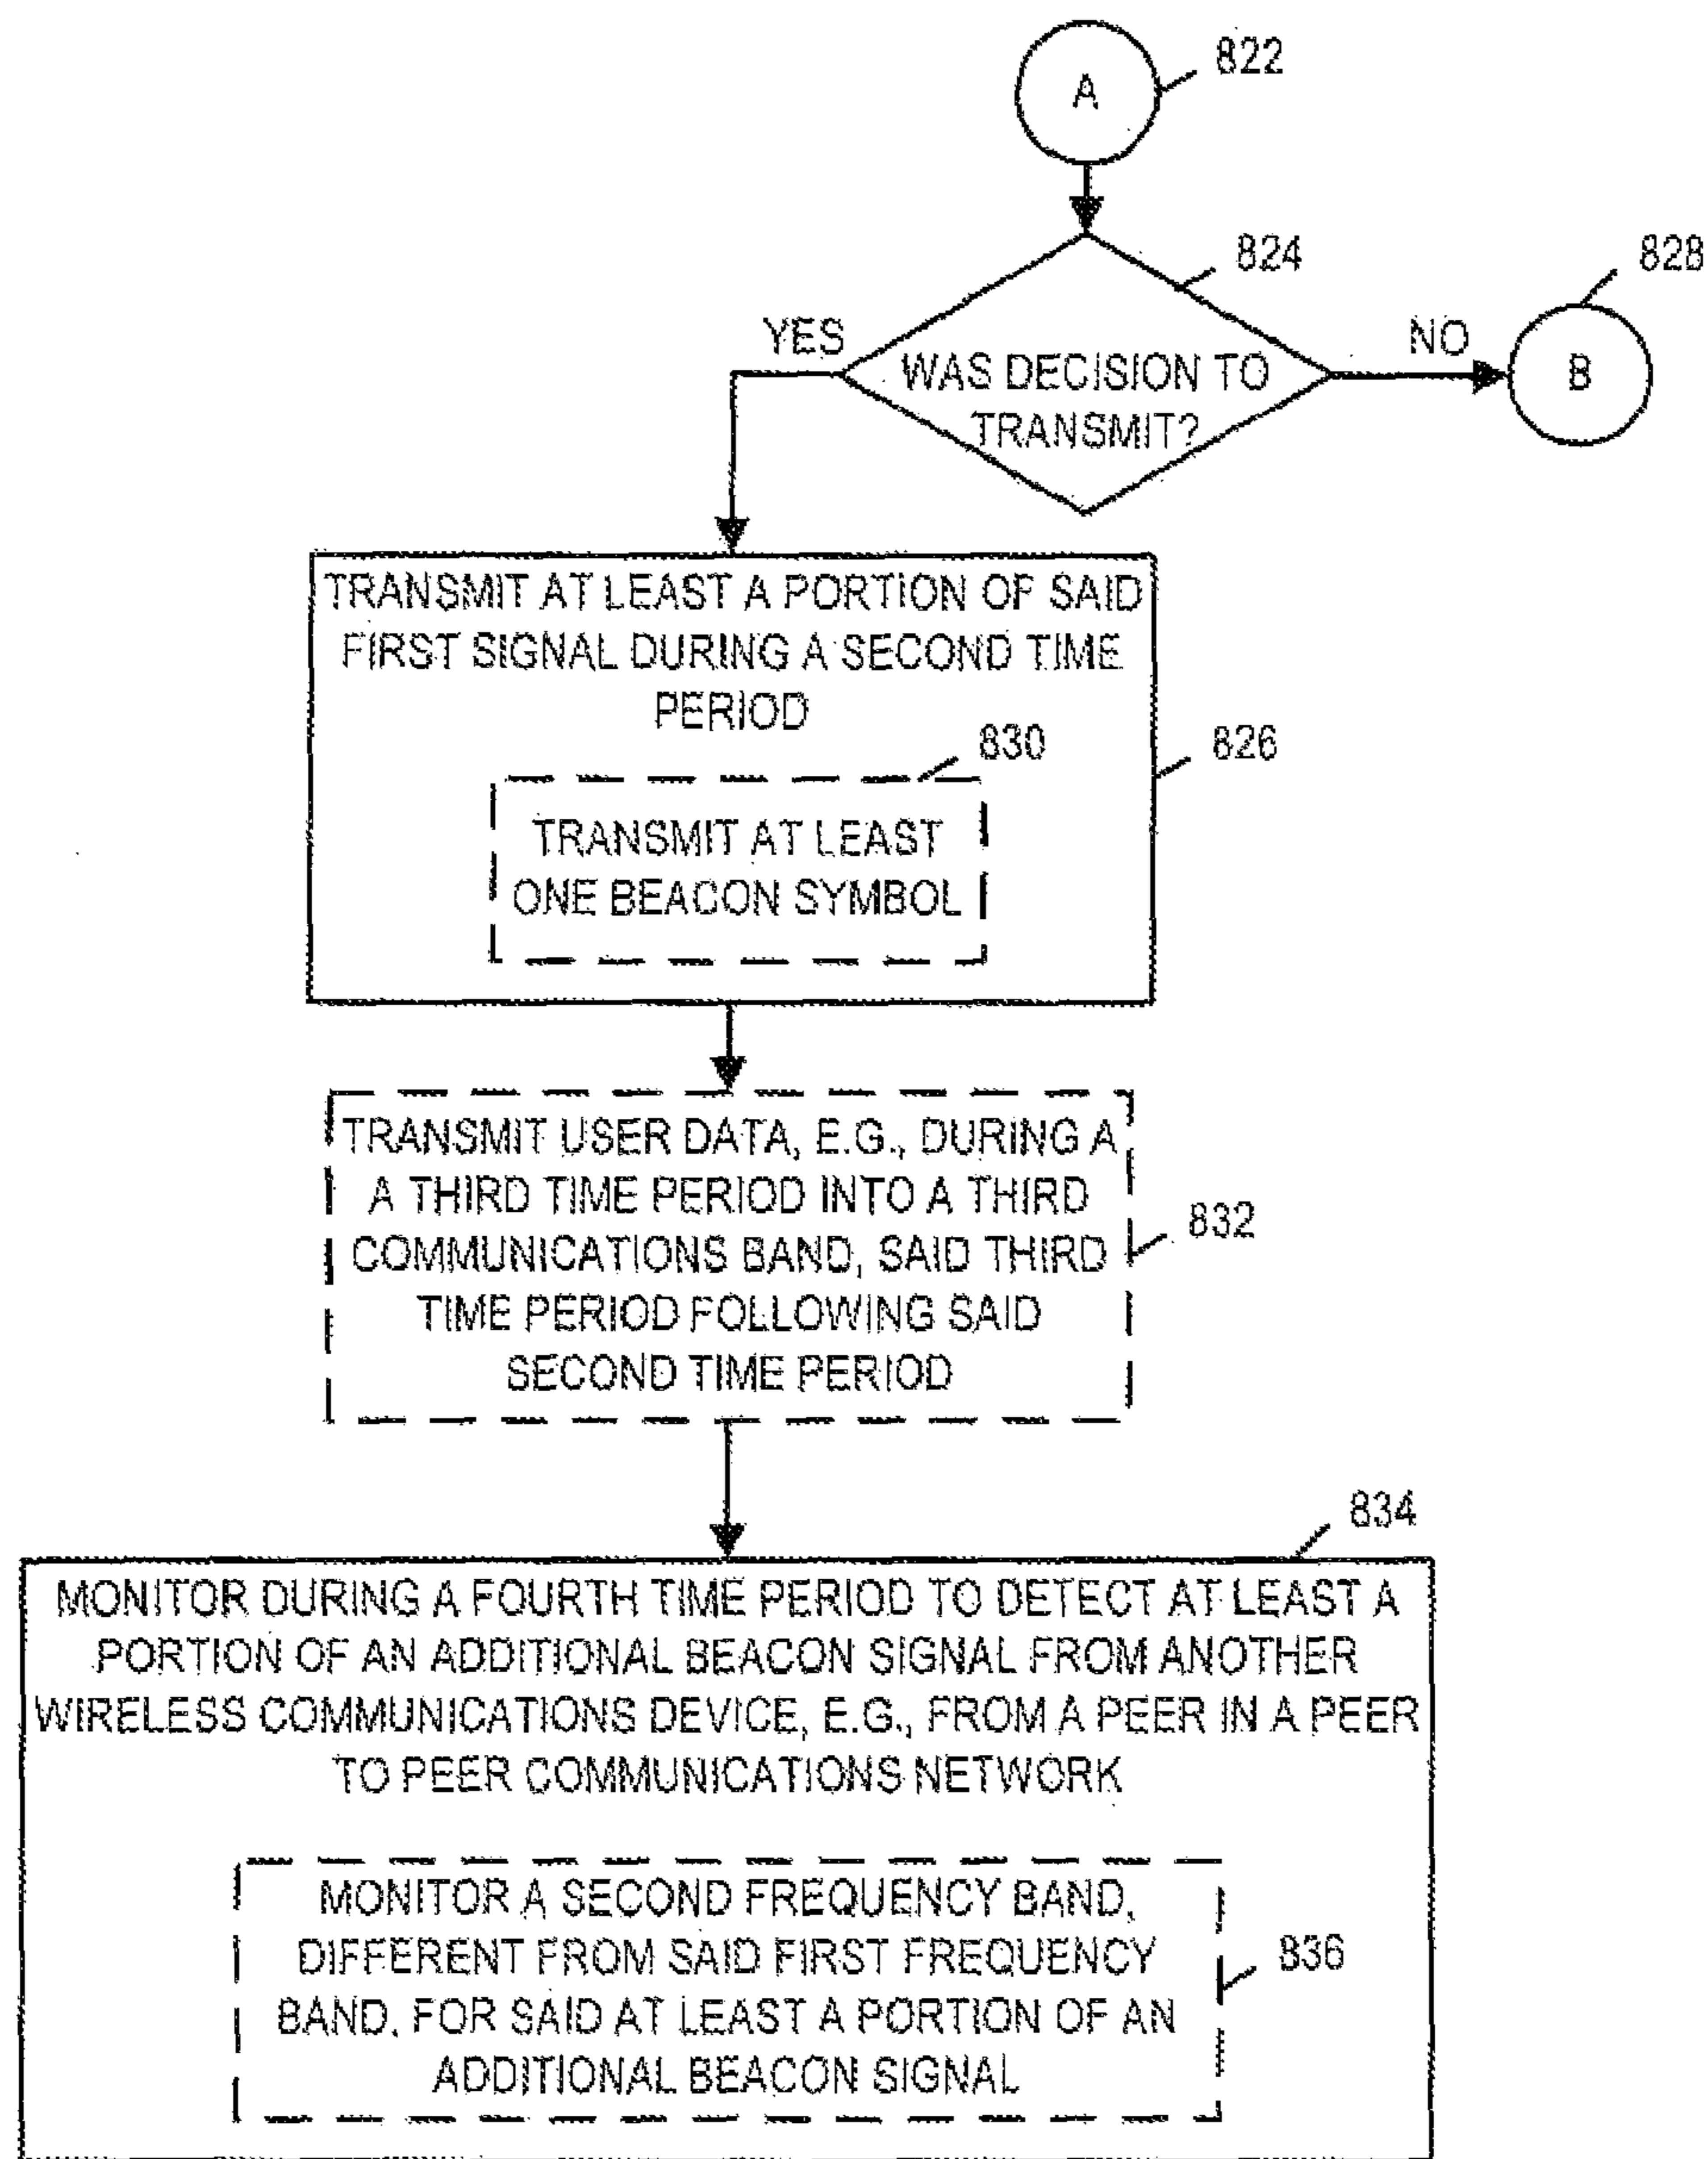 822
A
824
828
YES
NO
WAS DECISION TO
TRANSMIT?
B
TRANSMIT AT LEAST A PORTION OF SAID
FIRST SIGNAL DURING A SECOND TIME
PERIOD
830
826
TRANSMIT AT LEAST
ONE BEACON SYMBOL
TRANSMIT USER DATA, E.G., DURING A
A THIRD TIME PERIOD INTO A THIRD
COMMUNICATIONS BAND, SAID THIRD
TIME PERIOD FOLLOWING SAID
SECOND TIME PERIOD
832
834
MONITOR DURING A FOURTH TIME PERIOD TO DETECT AT LEAST A
PORTION OF AN ADDITIONAL BEACON SIGNAL FROM ANOTHER
WIRELESS COMMUNICATIONS DEVICE, E.G., FROM A PEER IN A PEER
TO PEER COMMUNICATIONS NETWORK
MONITOR A SECOND FREQUENCY BAND,
DIFFERENT FROM SAID FIRST FREQUENCY
BAND, FOR SAID AT LEAST A PORTION OF AN
ADDITIONAL BEACON SIGNAL
836